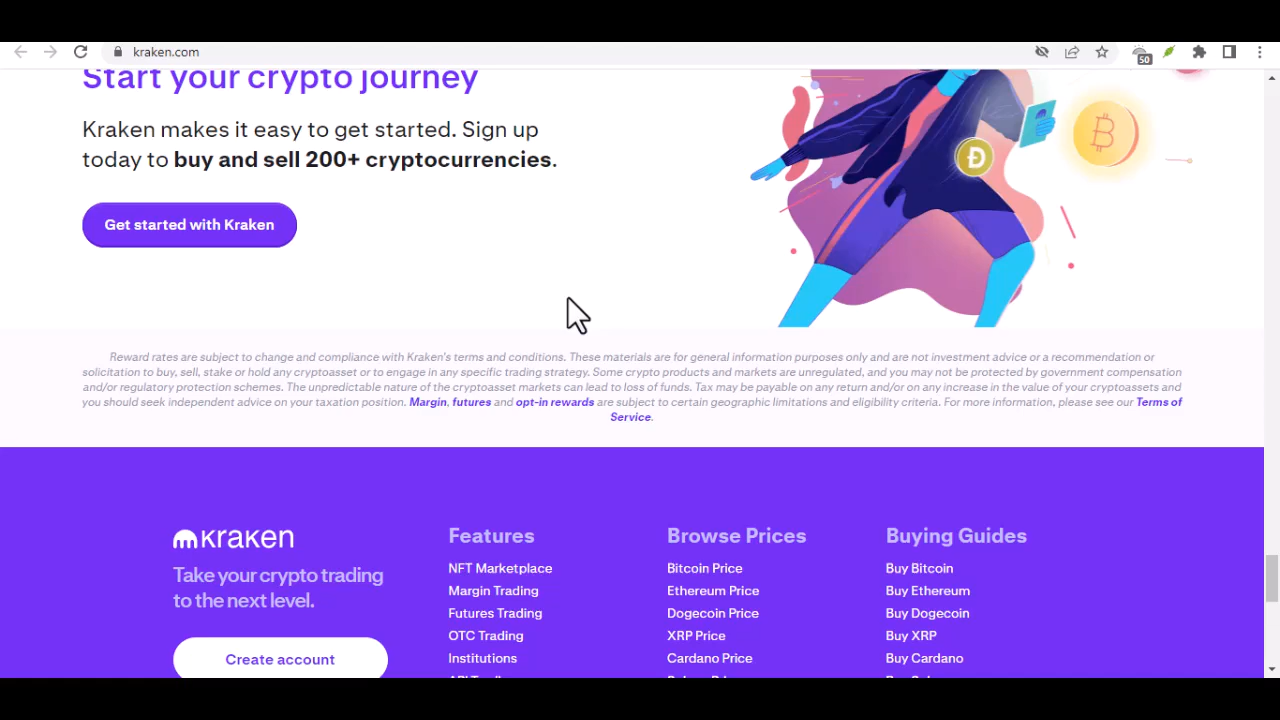 kraken.com
50
Start your crypto journey
Kraken makes it easy to get started. Sign up
today to buy and sell 200+ cryptocurrencies.
Get started with Kraken
Reward rates are subject to change and compliance with Kraken's terms and conditions. These materials are for general information purposes only and are not investment advice or a recommendation or
solicitation to buy, sell, stake or hold any cryptoasset or to engage in any specific trading strategy. Some crypto products and markets are unregulated, and you may not be protected by government compensation
and/or regulatory protection schemes. The unpredictable nature of the cryptoasset markets can lead to loss of funds. Tax may be payable on any return and/or on any increase in the value of your cryptoassets and
you should seek independent advice on your taxation position. Margin, futures and opt-in rewards are subject to certain geographic limitations and eligibility criteria. For more information, please see our Terms of
Service.
kraken
Take your crypto trading
to the next level.
Create account
Features
NFT Marketplace
Margin Trading
Futures Trading
OTC Trading
Institutions
Browse Prices
Bitcoin Price
Ethereum Price
Dogecoin Price
XRP Price
Cardano Price
Buying Guides
Buy Bitcoin
Buy Ethereum
Buy Dogecoin
Buy XRP
Buy Cardano